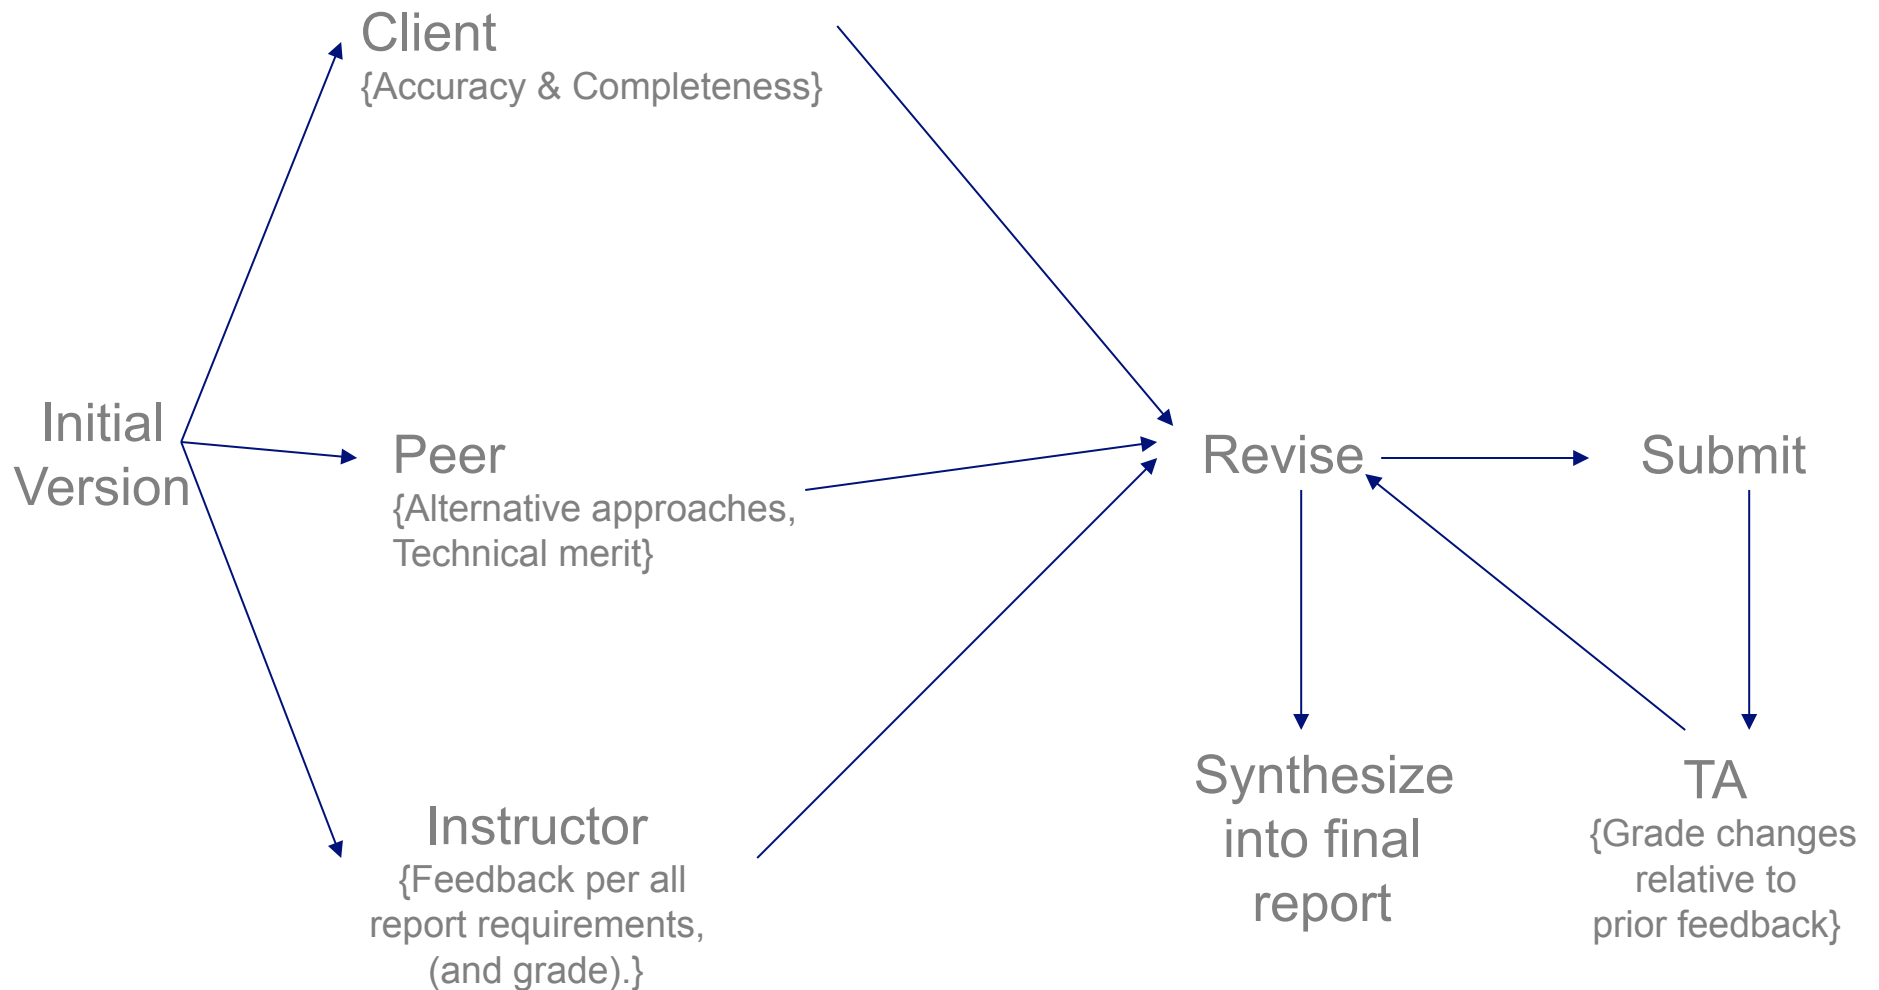 Client
{Accuracy & Completeness}
Initial
Version
Peer
{Alternative approaches,
Technical merit}
Instructor
{Feedback per all
report requirements,
(and grade).}
Revise
Submit
Synthesize
into final
report
TA
{Grade changes
relative to
prior feedback}